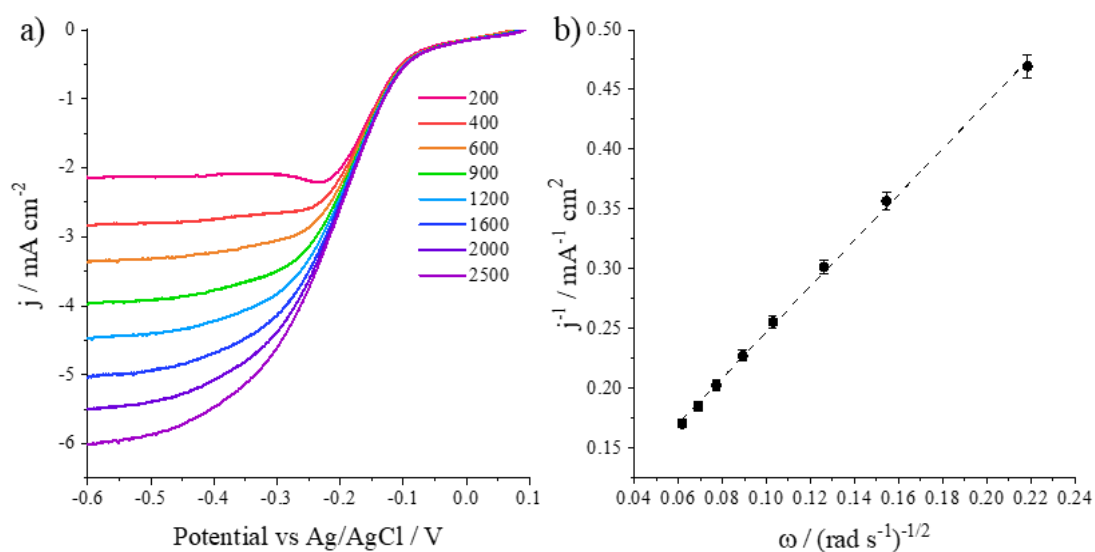 a)
j / mA cm-2
0
-1
-2
-3
-4
-5
-6
200
400
600
900
1200
1600
2000
2500
-0.6 -0.5 -0.4 -0.3 -0.2 -0.1 0.0 0.1
Potential vs Ag/AgCl / V
b)
j-1 / mA-1 cm2
0.50
0.45
0.40
0.35
0.30
0.25
0.20
0.15
0.04 0.06 0.08 0.10 0.12 0.14 0.16 0.18 0.20 0.22 0.24
ω / (rad s-1)-1/2